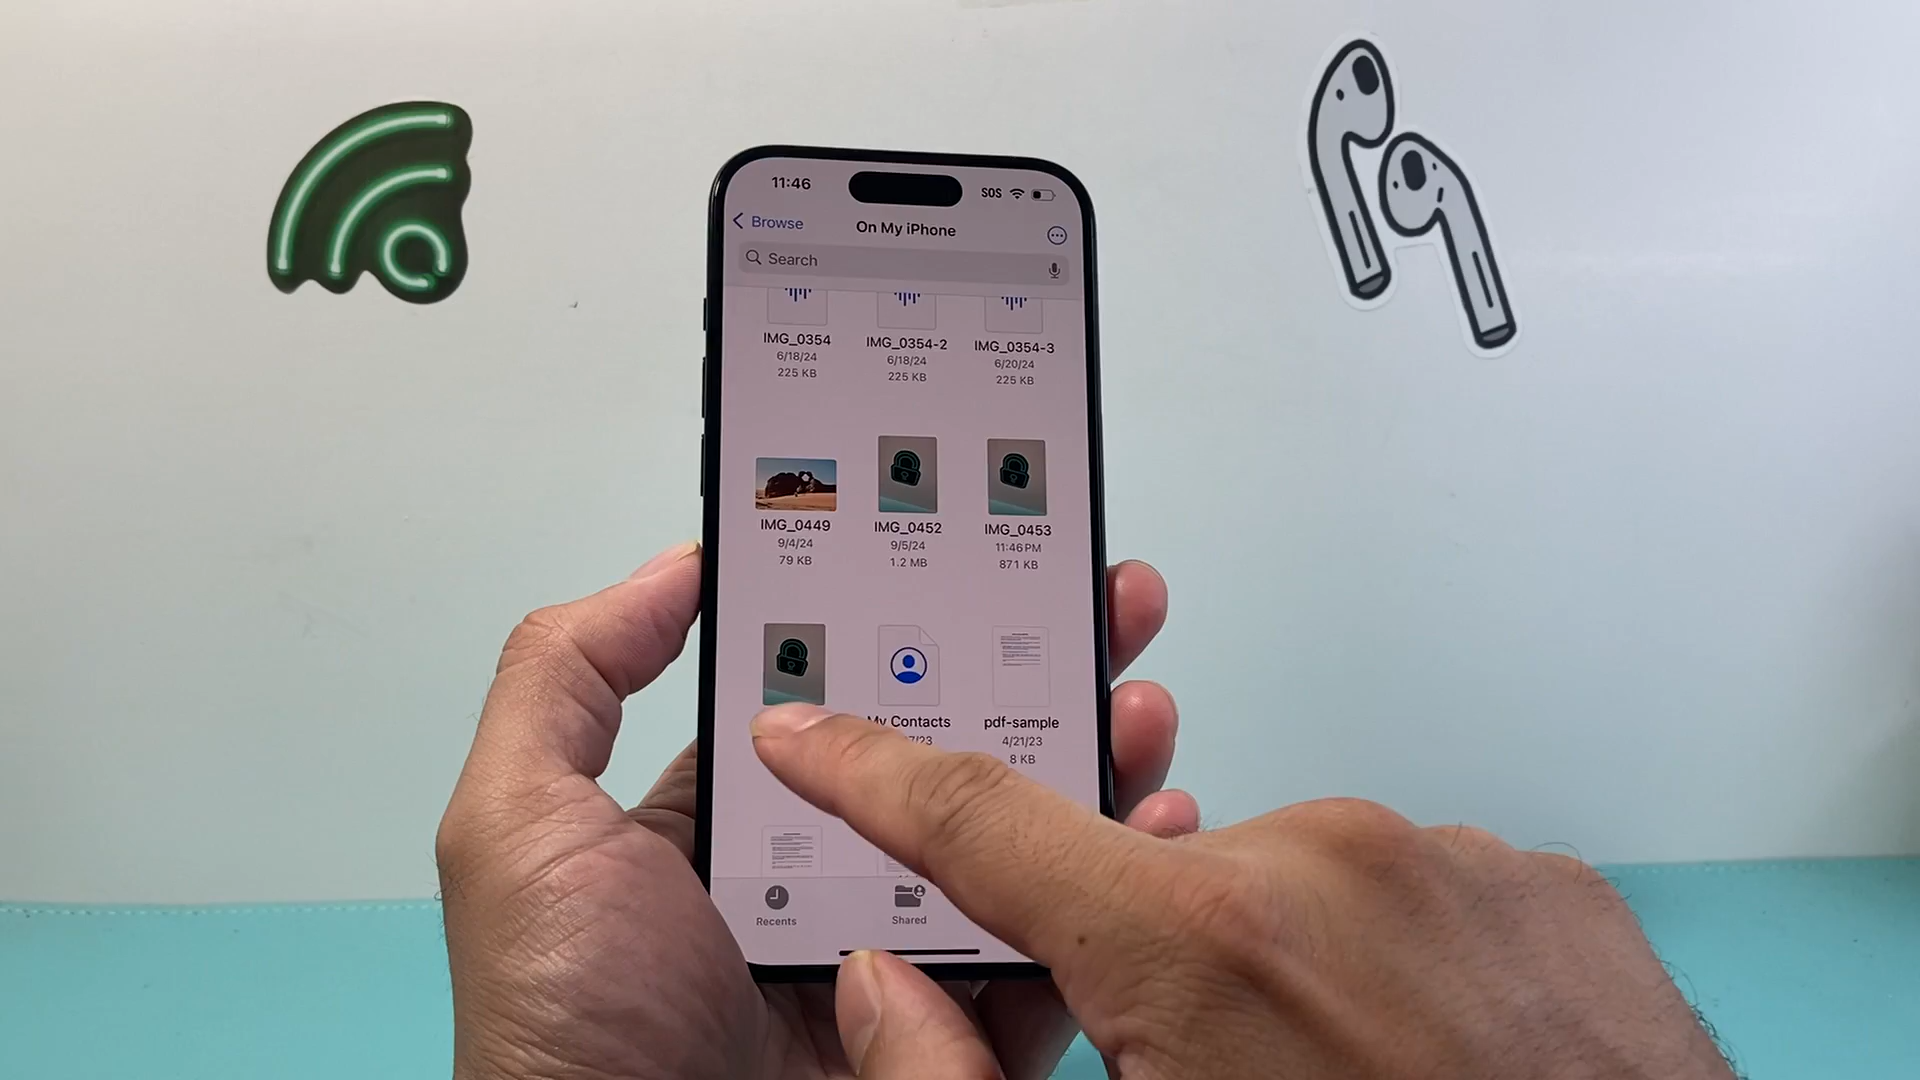 11:46
SOS
Browse
On My iPhone
Search
IMG_0354
6/18/24
225 KB
IMG_0354-2
6/18/24
225 KB
IMG_0354-3
6/20/24
225 KB
IMG_0449
9/4/24
79 KB
IMG_0452
9/5/24
1.2 MB
IMG_0453
11:46 PM
871 KB
My Contacts
7/23
pdf-sample
4/21/23
8 KB
Recents
Shared